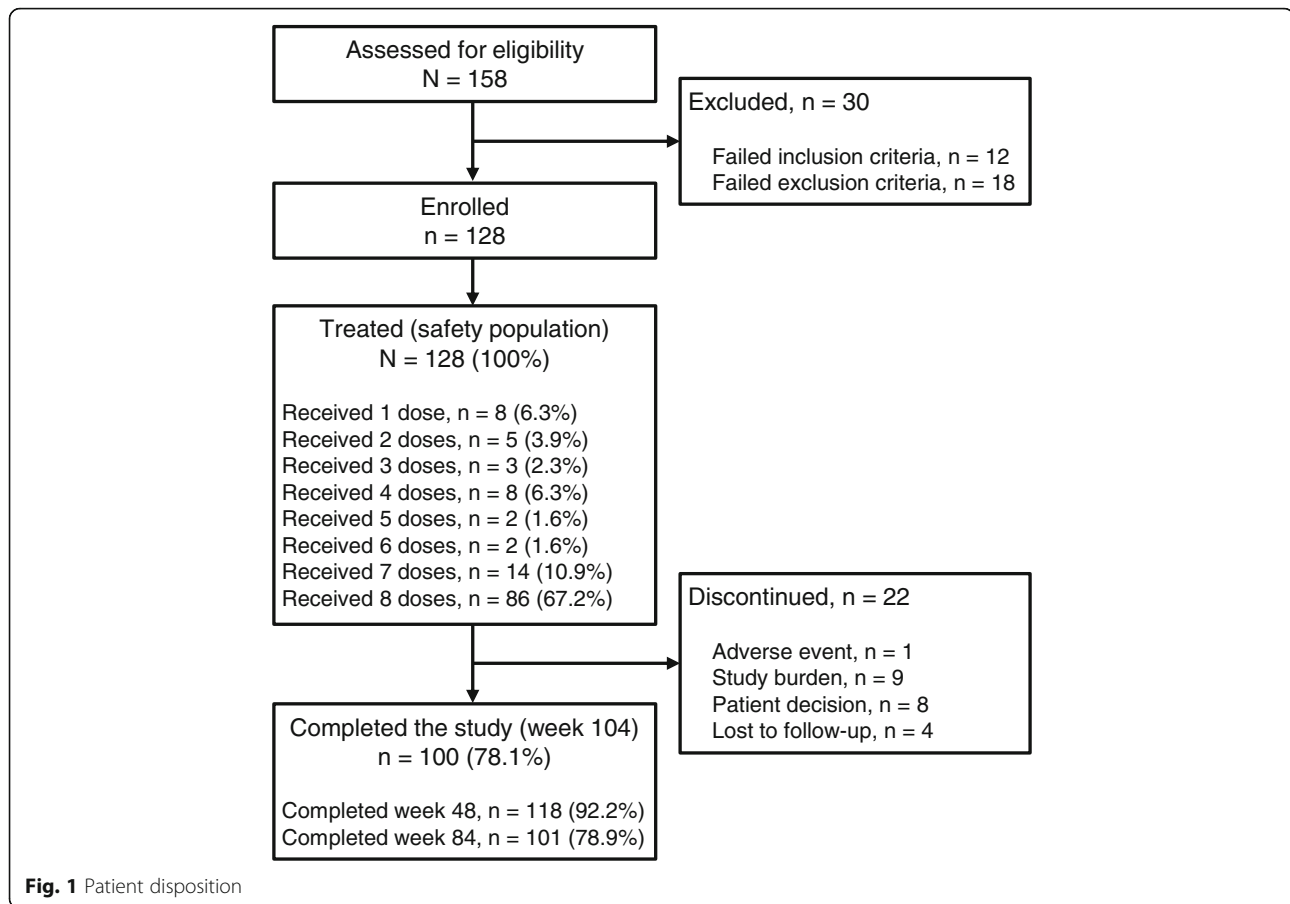 Assessed for eligibility
N = 158
Excluded, n = 30
Failed inclusion criteria, n = 12
Failed exclusion criteria, n = 18
Enrolled
n = 128
Treated (safety population)
N = 128 (100%)
Received 1 dose, n = 8 (6.3%)
Received 2 doses, n = 5 (3.9%)
Received 3 doses, n = 3 (2.3%)
Received 4 doses, n = 8 (6.3%)
Received 5 doses, n = 2 (1.6%)
Received 6 doses, n = 2 (1.6%)
Received 7 doses, n = 14 (10.9%)
Received 8 doses, n = 86 (67.2%)
Discontinued, n = 22
Adverse event, n = 1
Study burden, n = 9
Patient decision, n = 8
Lost to follow-up, n = 4
Completed the study (week 104)
n = 100 (78.1%)
Completed week 48, n = 118 (92.2%)
Completed week 84, n = 101 (78.9%)
Fig. 1 Patient disposition